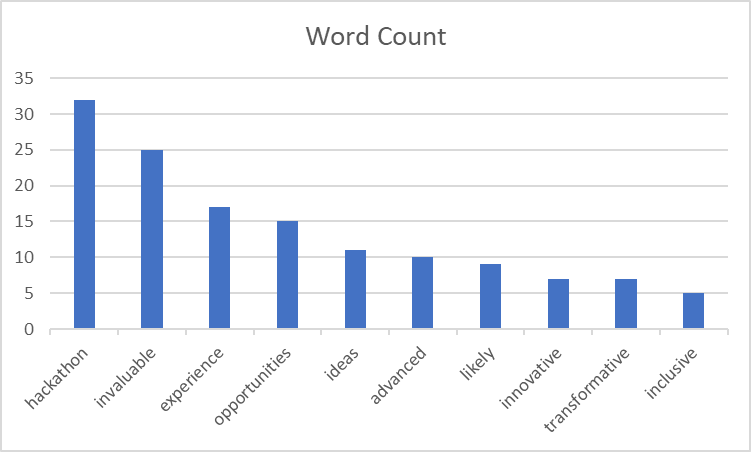 Word Count
35
30
25
20
15
10
5
0
hackathon
invaluable
experience
opportunities
ideas
advanced
likely
innovative
transformative
inclusive